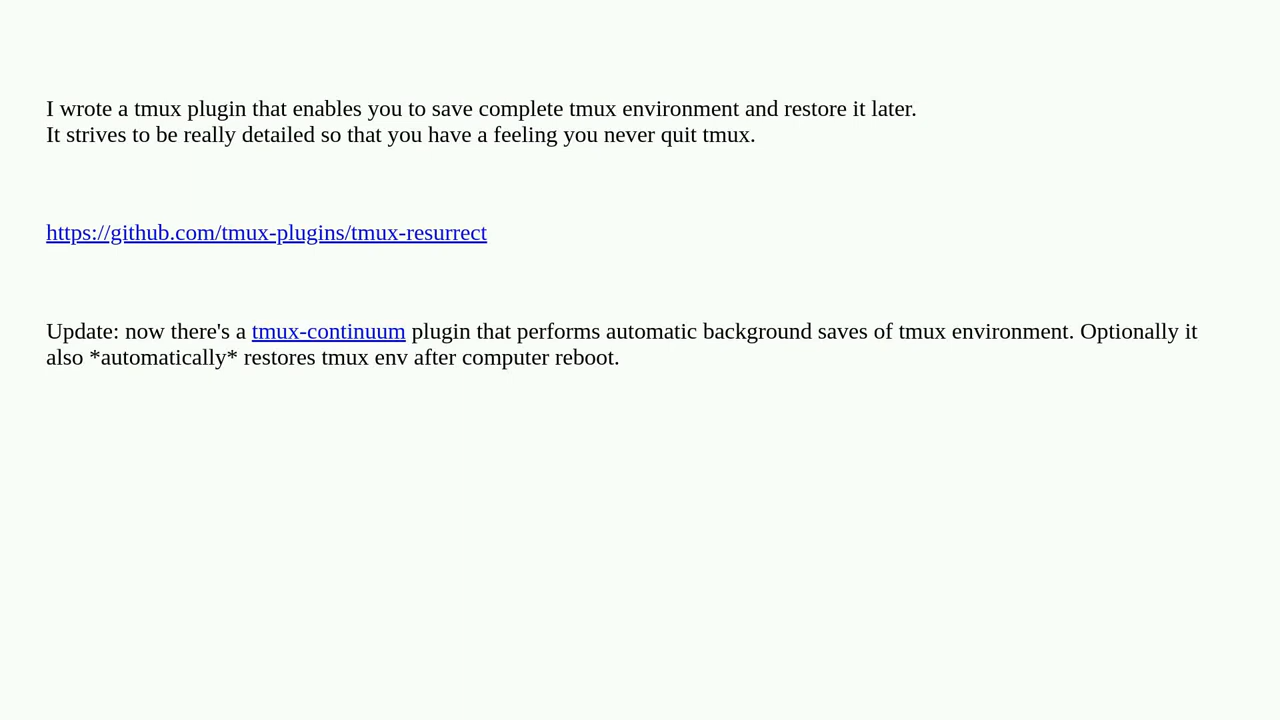 I wrote a tmux plugin that enables you to save complete tmux environment and restore it later.
It strives to be really detailed so that you have a feeling you never quit tmux.
https://github.com/tmux-plugins/tmux-resurrect
Update: now there's a tmux-continuum plugin that performs automatic background saves of tmux environment. Optionally it
also *automatically* restores tmux env after computer reboot.